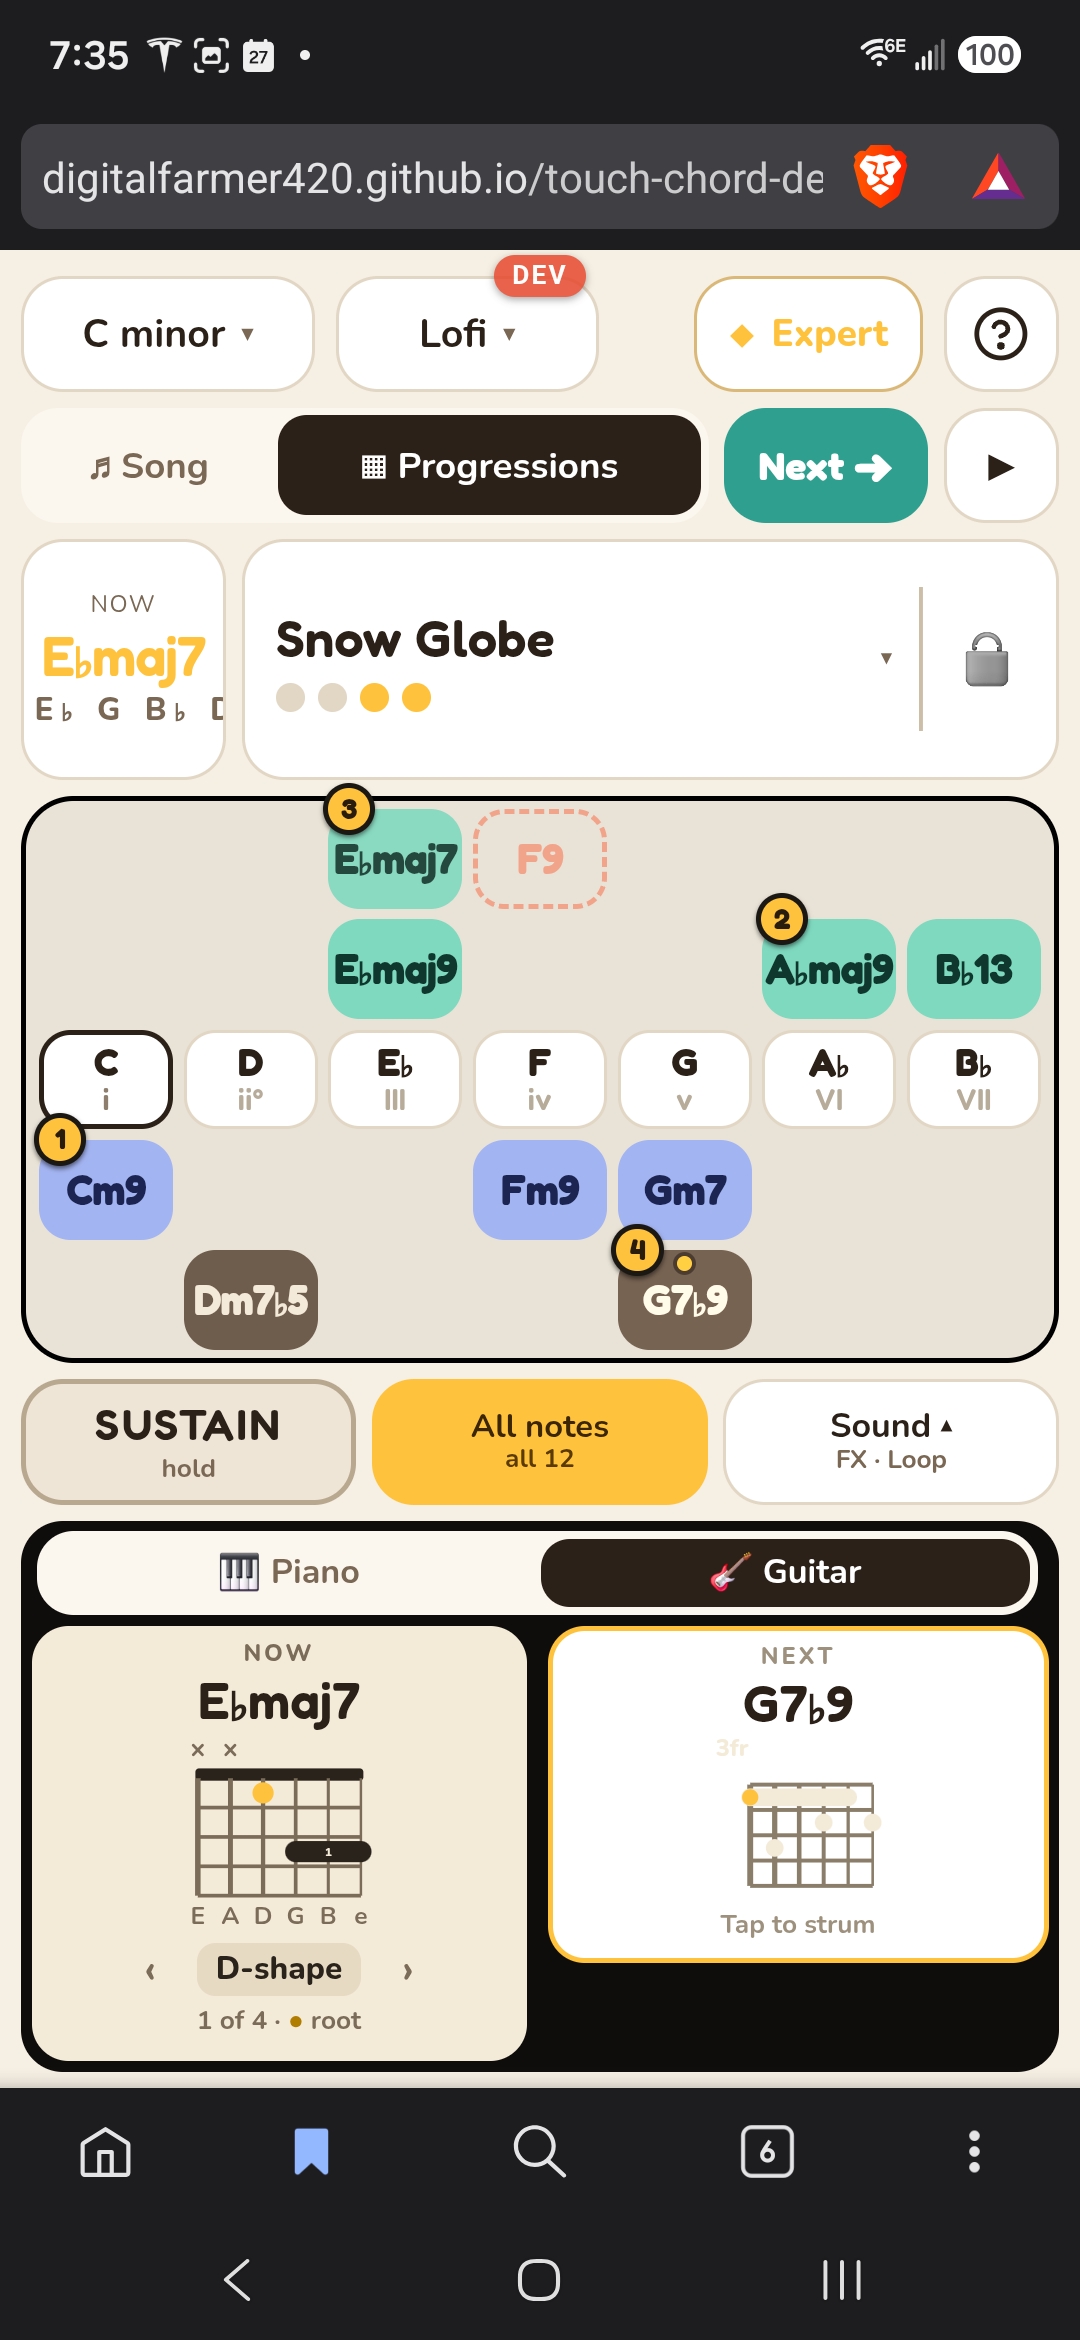 7:35
27
6E
100
digitalfarmer420.github.io/touch-chord-de
DEV
C minor ▾
Lofi ▾
◆ Expert
?
♬ Song
▦ Progressions
Next ➔
▶
NOW
E♭maj7
E♭ G B♭
Snow Globe
▾
3
E♭maj7
F9
2
E♭maj9
A♭maj9
B♭13
C
i
D
ii°
E♭
III
F
iv
G
v
A♭
VI
B♭
VII
1
Cm9
Fm9
Gm7
4
Dm7♭5
G7♭9
SUSTAIN
hold
All notes
all 12
Sound ▴
FX · Loop
Piano
Guitar
NOW
E♭maj7
× ×
1
E A D G B e
‹ D-shape ›
1 of 4 · ● root
NEXT
G7♭9
3fr
Tap to strum
6